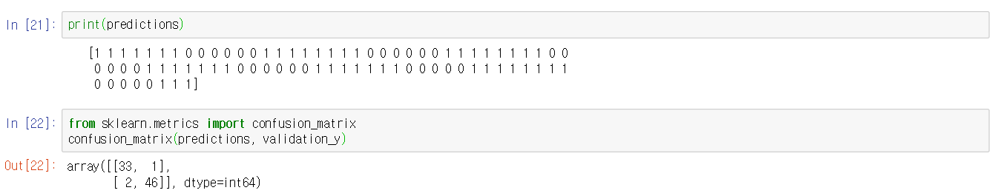 In [21]: print(predictions)
[1 1 1 1 1 1 1 0 0 0 0 0 0 1 1 1 1 1 1 1 1 0 0 0 0 0 0 1 1 1 1 1 1 1 1 0 0
0 0 0 0 1 1 1 1 1 1 1 0 0 0 0 0 0 1 1 1 1 1 1 1 0 0 0 0 0 1 1 1 1 1 1 1 1
0 0 0 0 0 1 1 1]
In [22]: from sklearn.metrics import confusion_matrix
confusion_matrix(predictions, validation_y)
Out[22]: array([[33, 1],
[ 2, 46]], dtype=int64)